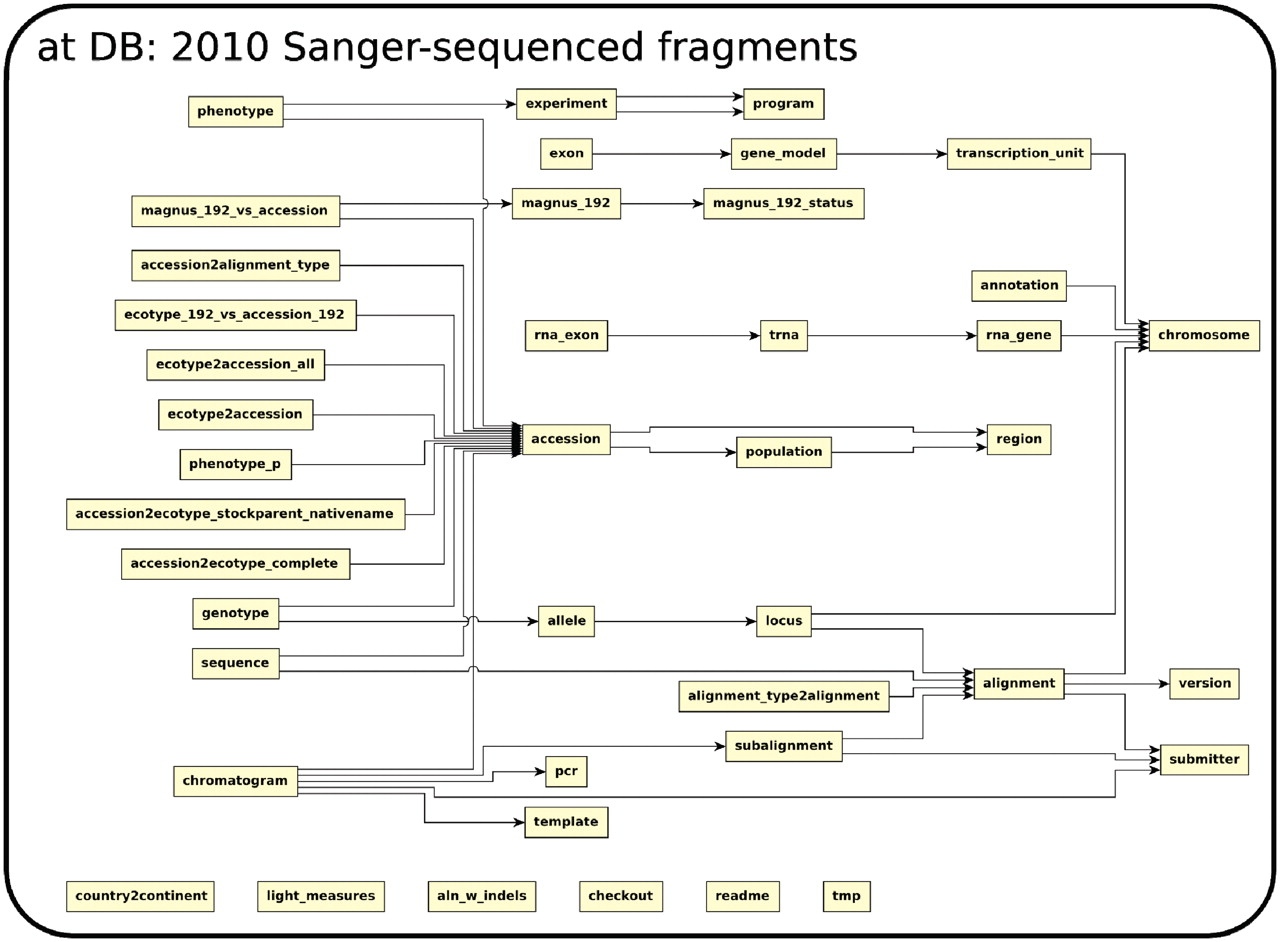 at DB: 2010 Sanger-sequenced fragments
phenotype
experiment
program
exon
gene_model
transcription_unit
magnus_192_vs_accession
magnus_192
magnus_192_status
accession2alignment_type
annotation
ecotype_192_vs_accession_192
rna_exon
trna
rna_gene
chromosome
ecotype2accession_all
ecotype2accession
accession
region
population
phenotype_p
accession2ecotype_stockparent_nativename
accession2ecotype_complete
genotype
allele
locus
sequence
alignment
version
alignment_type2alignment
subalignment
submitter
chromatogram
pcr
template
country2continent
light_measures
aln_w_indels
checkout
readme
tmp